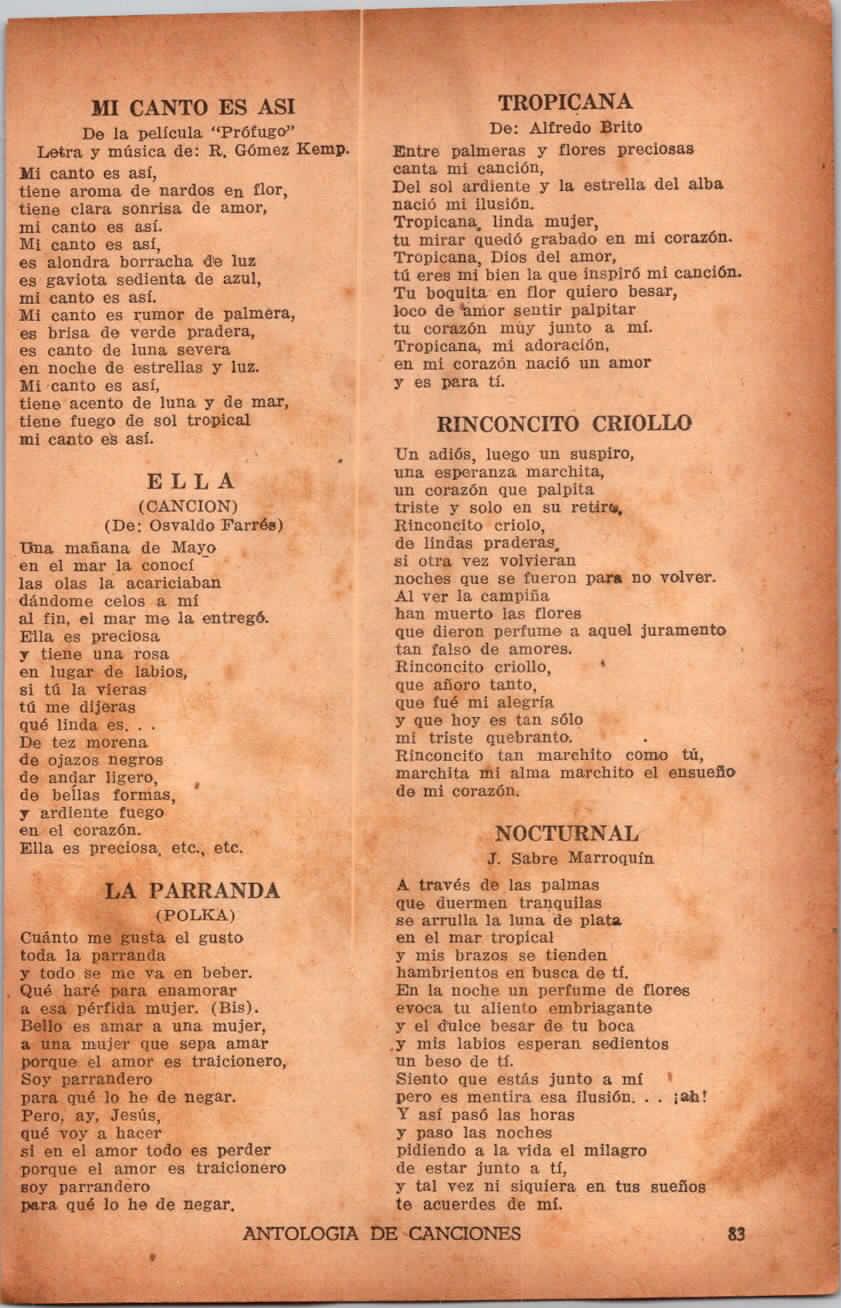 MI CANTO ES ASI
De la película “Prófugo”
Letra y música de: R. Gómez Kemp.
Mi canto es así,
tiene aroma de nardos en flor,
tiene clara sonrisa de amor,
mi canto es así.
Mi canto es así,
es alondra borracha de luz
es gaviota sedienta de azul,
mi canto es así.
Mi canto es rumor de palmera,
es brisa de verde pradera,
es canto de luna severa
en noche de estrellas y luz.
Mi canto es así,
tiene acento de luna y de mar,
tiene fuego de sol tropical
mi canto es así.
E L L A
(CANCION)
(De: Osvaldo Farrés)
Una mañana de Mayo
en el mar la conocí
las olas la acariciaban
dándome celos a mí
al fin, el mar me la entregó.
Ella es preciosa
y tiene una rosa
en lugar de labios,
si tú la vieras
tú me dijeras
qué linda es. . .
De tez morena
de ojazos negros
de andar ligero,
de bellas formas,
y ardiente fuego
en el corazón.
Ella es preciosa, etc., etc.
LA PARRANDA
(POLKA)
Cuánto me gusta el gusto
toda la parranda
y todo se me va en beber.
Qué haré para enamorar
a esa pérfida mujer. (Bis).
Bello es amar a una mujer,
a una mujer que sepa amar
porque el amor es traicionero,
Soy parrandero
para qué lo he de negar.
Pero, ay, Jesús,
qué voy a hacer
si en el amor todo es perder
porque el amor es traicionero
soy parrandero
para qué lo he de negar.
TROPICANA
De: Alfredo Brito
Entre palmeras y flores preciosas
canta mi canción,
Del sol ardiente y la estrella del alba
nació mi ilusión.
Tropicana, linda mujer,
tu mirar quedó grabado en mi corazón.
Tropicana, Dios del amor,
tú eres mi bien la que inspiró mi canción.
Tu boquita en flor quiero besar,
loco de amor sentir palpitar
tu corazón muy junto a mí.
Tropicana, mi adoración,
en mi corazón nació un amor
y es para tí.
RINCONCITO CRIOLLO
Un adiós, luego un suspiro,
una esperanza marchita,
un corazón que palpita
triste y solo en su retiro,
Rinconcito criolo,
de lindas praderas,
si otra vez volvieran
noches que se fueron para no volver.
Al ver la campiña
han muerto las flores
que dieron perfume a aquel juramento
tan falso de amores.
Rinconcito criollo,
que añoro tanto,
que fué mi alegría
y que hoy es tan sólo
mi triste quebranto.
Rinconcito tan marchito como tú,
marchita mi alma marchito el ensueño
de mi corazón.
NOCTURNAL
J. Sabre Marroquín
A través de las palmas
que duermen tranquilas
se arrulla la luna de plata
en el mar tropical
y mis brazos se tienden
hambrientos en busca de tí.
En la noche un perfume de flores
evoca tu aliento embriagante
y el dulce besar de tu boca
y mis labios esperan sedientos
un beso de tí.
Siento que estás junto a mí
pero es mentira esa ilusión. . . ¡ah!
Y así pasó las horas
y paso las noches
pidiendo a la vida el milagro
de estar junto a tí,
y tal vez ni siquiera en tus sueños
te acuerdes de mí.
ANTOLOGIA DE CANCIONES 83